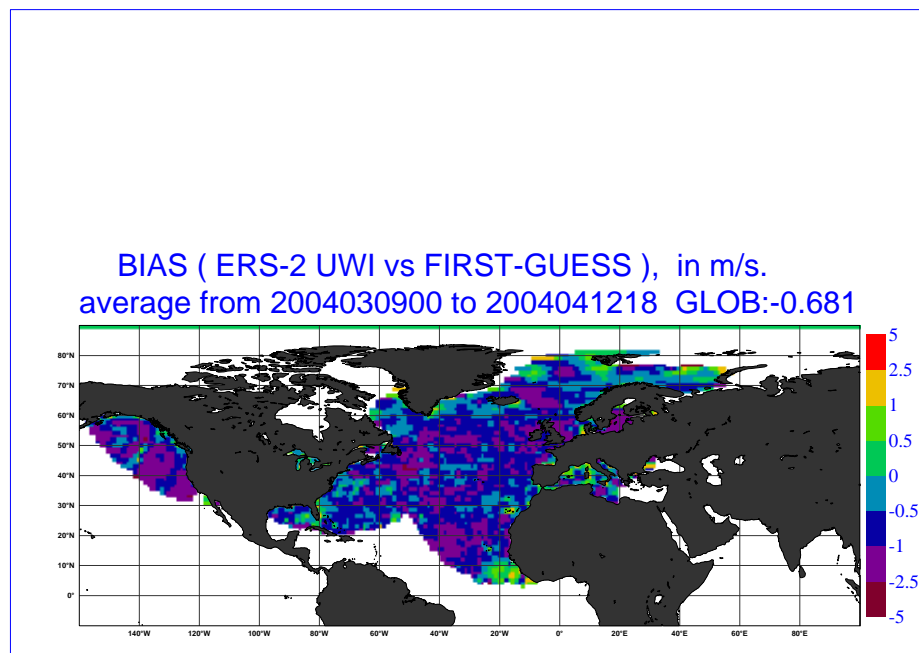 BIAS ( ERS-2 UWI vs FIRST-GUESS ), in m/s.
average from 2004030900 to 2004041218 GLOB:-0.681
5
2.5
1
0.5
0
-0.5
-1
-2.5
-5
80°N
70°N
60°N
50°N
40°N
30°N
20°N
10°N
0°
140°W 120°W 100°W 80°W 60°W 40°W 20°W 0° 20°E 40°E 60°E 80°E